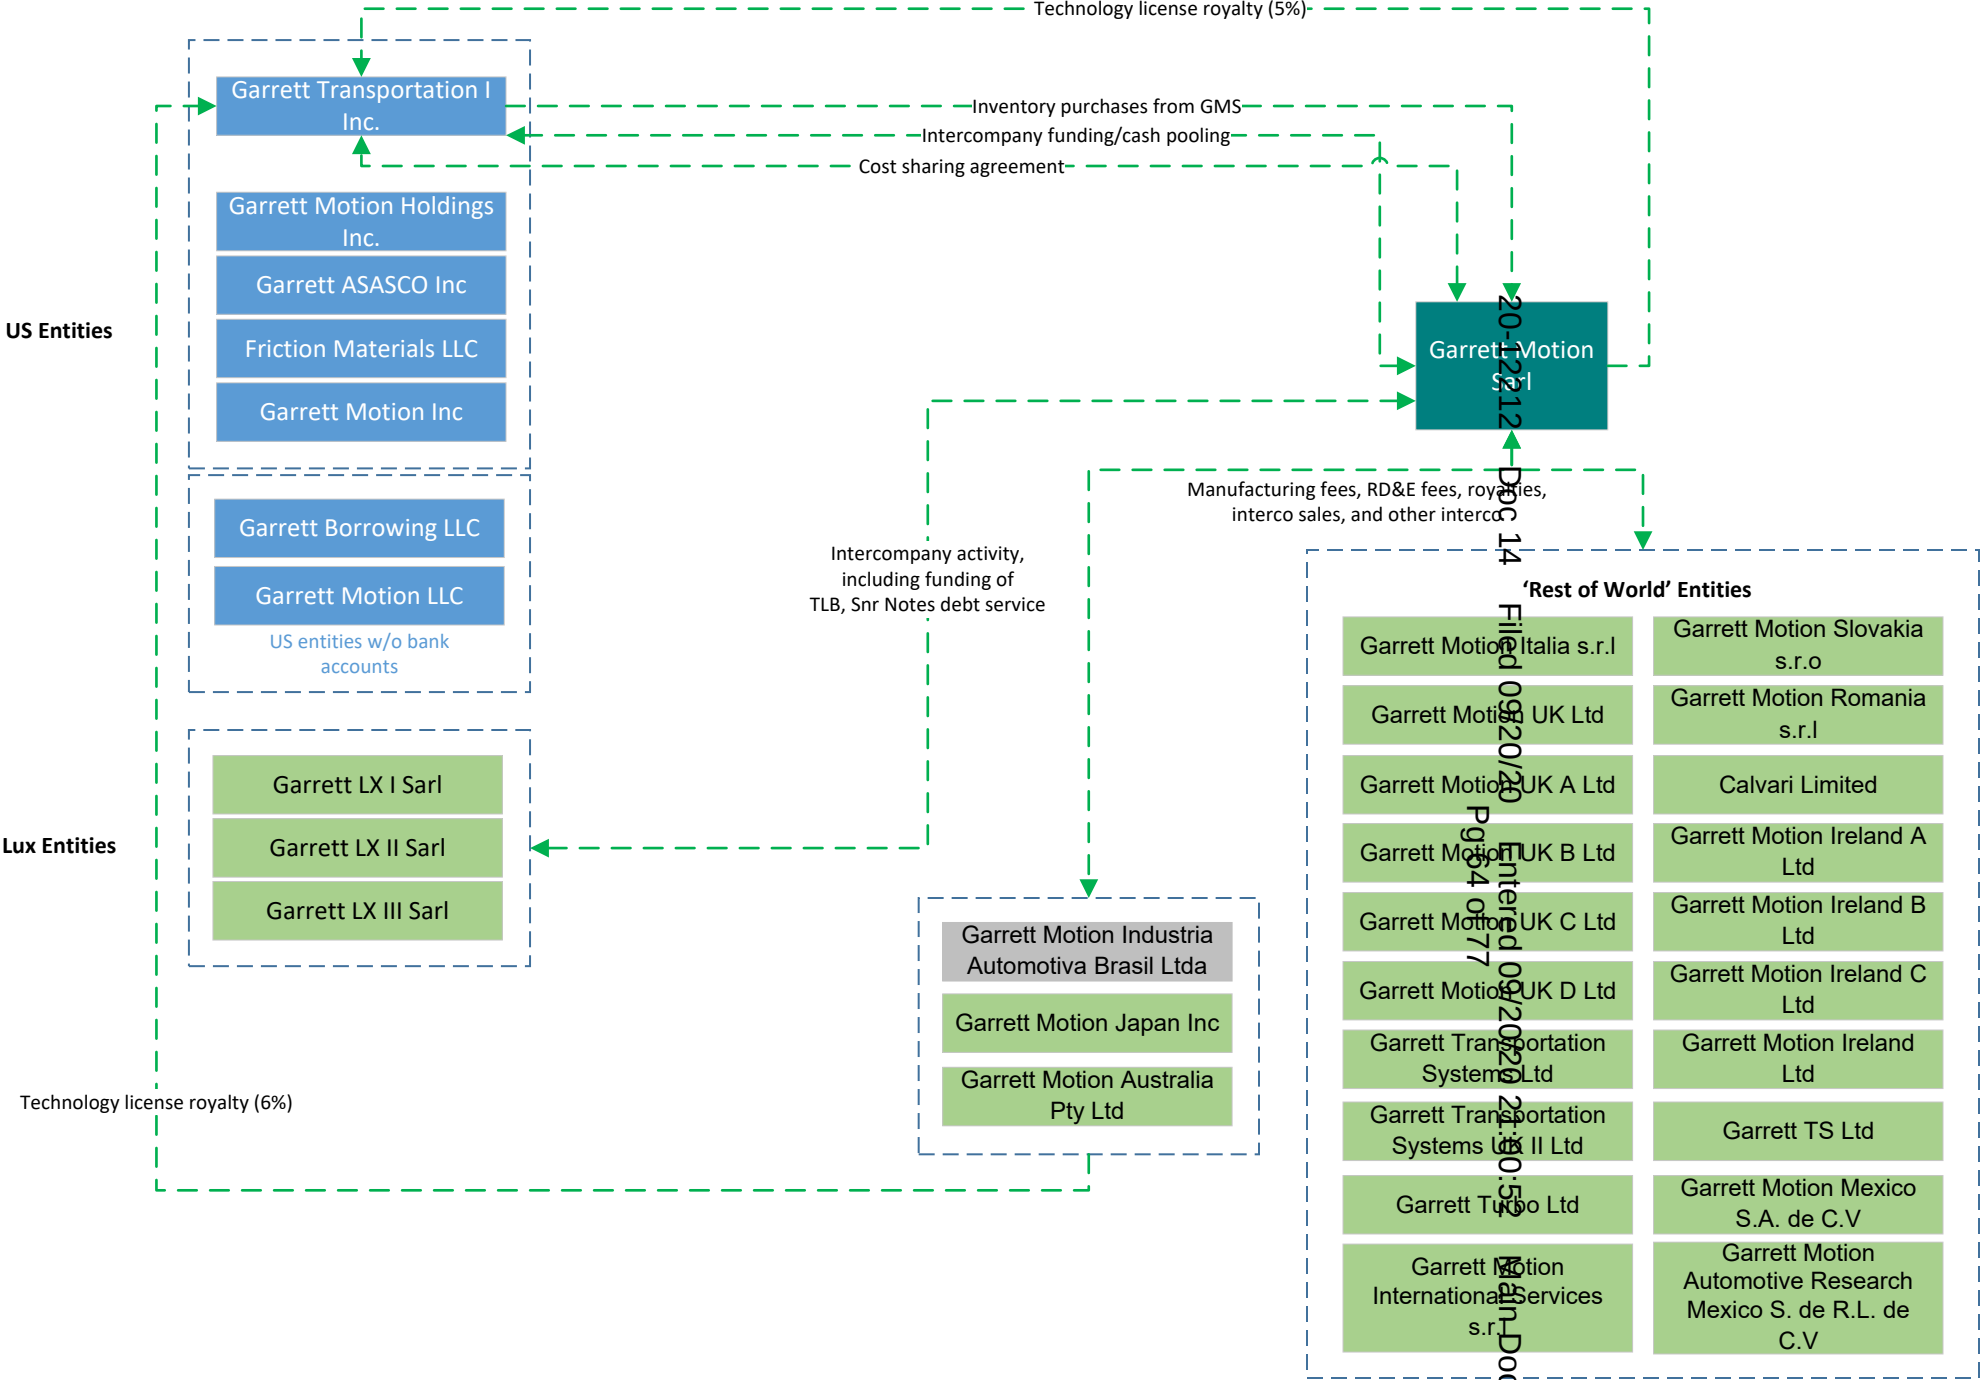 Technology license royalty (5%)
Garrett Transportation I
Inc.
Inventory purchases from GMS
Intercompany funding/cash pooling
Cost sharing agreement
Garrett Motion Holdings
Inc.
Garrett ASASCO Inc
US Entities
Friction Materials LLC
Garrett Motion Inc
Garrett Motion
Sarl
Garrett Borrowing LLC
Garrett Motion LLC
US entities w/o bank
accounts
Manufacturing fees, RD&E fees, royalties,
interco sales, and other interco
Intercompany activity,
including funding of
TLB, Snr Notes debt service
Lux Entities
Garrett LX I Sarl
Garrett LX II Sarl
Garrett LX III Sarl
Technology license royalty (6%)
Garrett Motion Industria
Automotiva Brasil Ltda
Garrett Motion Japan Inc
Garrett Motion Australia
Pty Ltd
‘Rest of World’ Entities
Garrett Motion Italia s.r.l
Garrett Motion Slovakia
s.r.o
Garrett Motion UK Ltd
Garrett Motion Romania
s.r.l
Garrett Motion UK A Ltd
Calvari Limited
Garrett Motion UK B Ltd
Garrett Motion Ireland A
Ltd
Garrett Motion UK C Ltd
Garrett Motion Ireland B
Ltd
Garrett Motion UK D Ltd
Garrett Motion Ireland C
Ltd
Garrett Transportation
Systems Ltd
Garrett Motion Ireland
Ltd
Garrett Transportation
Systems UK II Ltd
Garrett TS Ltd
Garrett Turbo Ltd
Garrett Motion Mexico
S.A. de C.V
Garrett Motion
International Services
s.r.l
Garrett Motion
Automotive Research
Mexico S. de R.L. de
C.V
20-12212 Doc 14 Filed 09/20/20 Entered 09/20/20 21:00:52 Main Doc
Pg 64 of 77